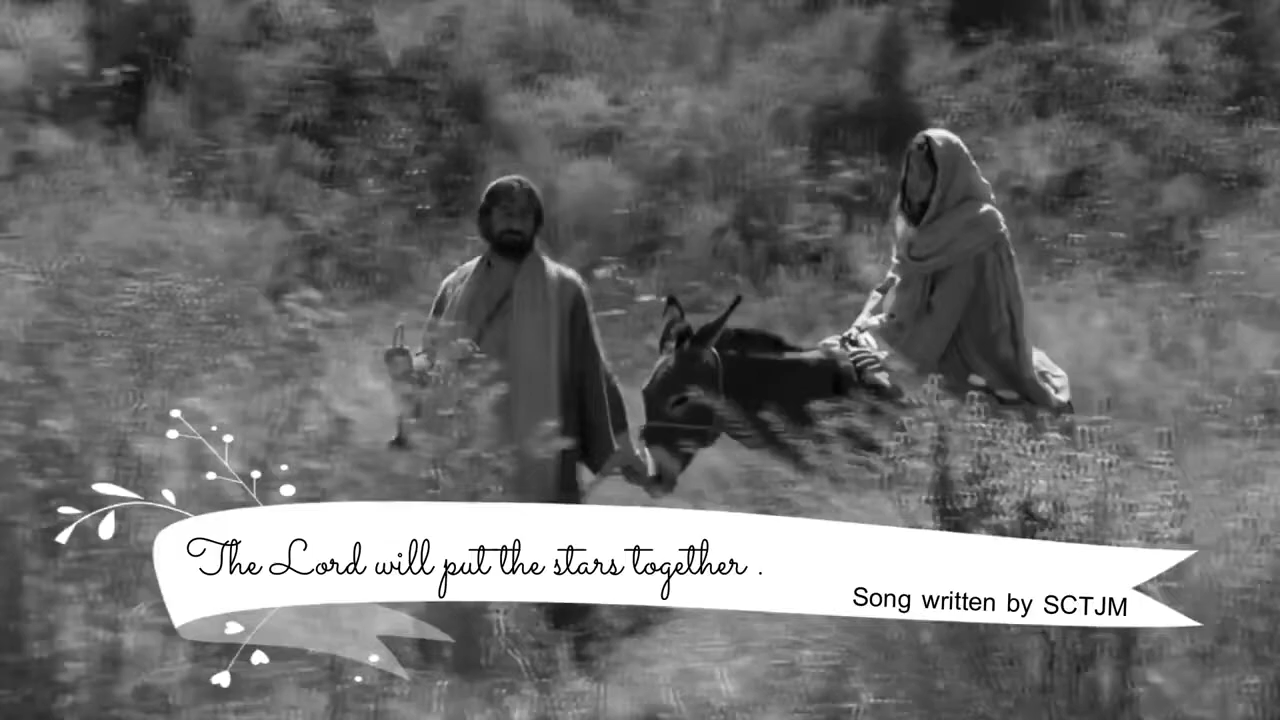 The Lord will put the stars together .
Song written by SCTJM